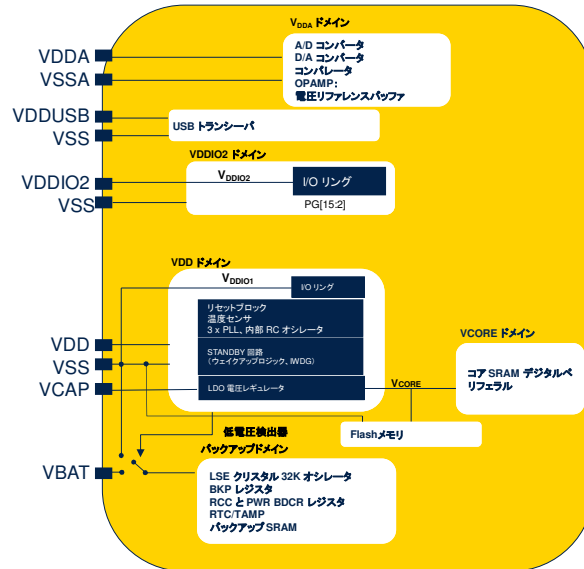 VDDA ドメイン
VDDA
VSSA
A/D コンバータ
D/A コンバータ
コンパレータ
OPAMP；
電圧リファレンスバッファ
VDDUSB
VSS
USB トランシーバ
VDDIO2 ドメイン
VDDIO2
VSS
VDDIO2
I/O リング
PG[15:2]
VDD ドメイン
VDDIO1
I/O リング
リセットブロック
温度センサ
3 x PLL、内部 RC オシレータ
STANDBY 回路
（ウェイクアップロジック、IWDG）
LDO 電圧レギュレータ
VDD
VSS
VCAP
VCORE
VCORE ドメイン
コア SRAM デジタルペ
リフェラル
Flashメモリ
低電圧検出器
バックアップドメイン
VBAT
LSE クリスタル 32K オシレータ
BKP レジスタ
RCC と PWR BDCR レジスタ
RTC/TAMP
バックアップ SRAM